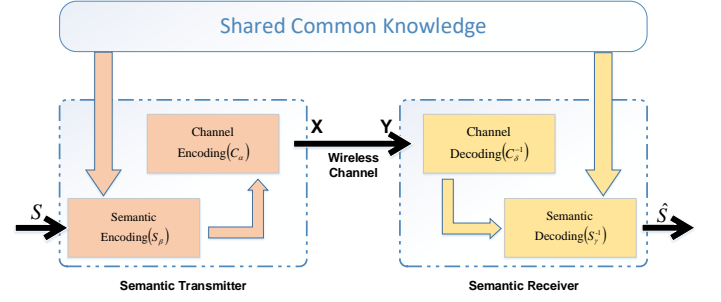 Shared Common Knowledge
X
Y
Channel
Encoding(C_α)
Wireless
Channel
Channel
Decoding(C_δ^{-1})
S
Semantic
Encoding(S_β)
Semantic
Decoding(S_γ^{-1})
Ŝ
Semantic Transmitter
Semantic Receiver